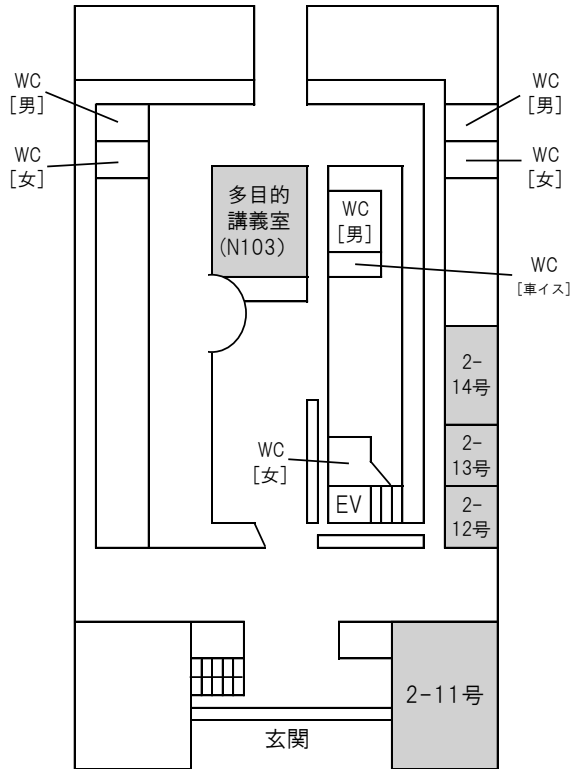 WC
[男]
WC
[女]
WC
[男]
WC
[女]
多目的
講義室
(N103)
WC
[男]
WC
[車イス]
2-
14号
2-
13号
2-
12号
WC
[女]
EV
2-11号
玄関